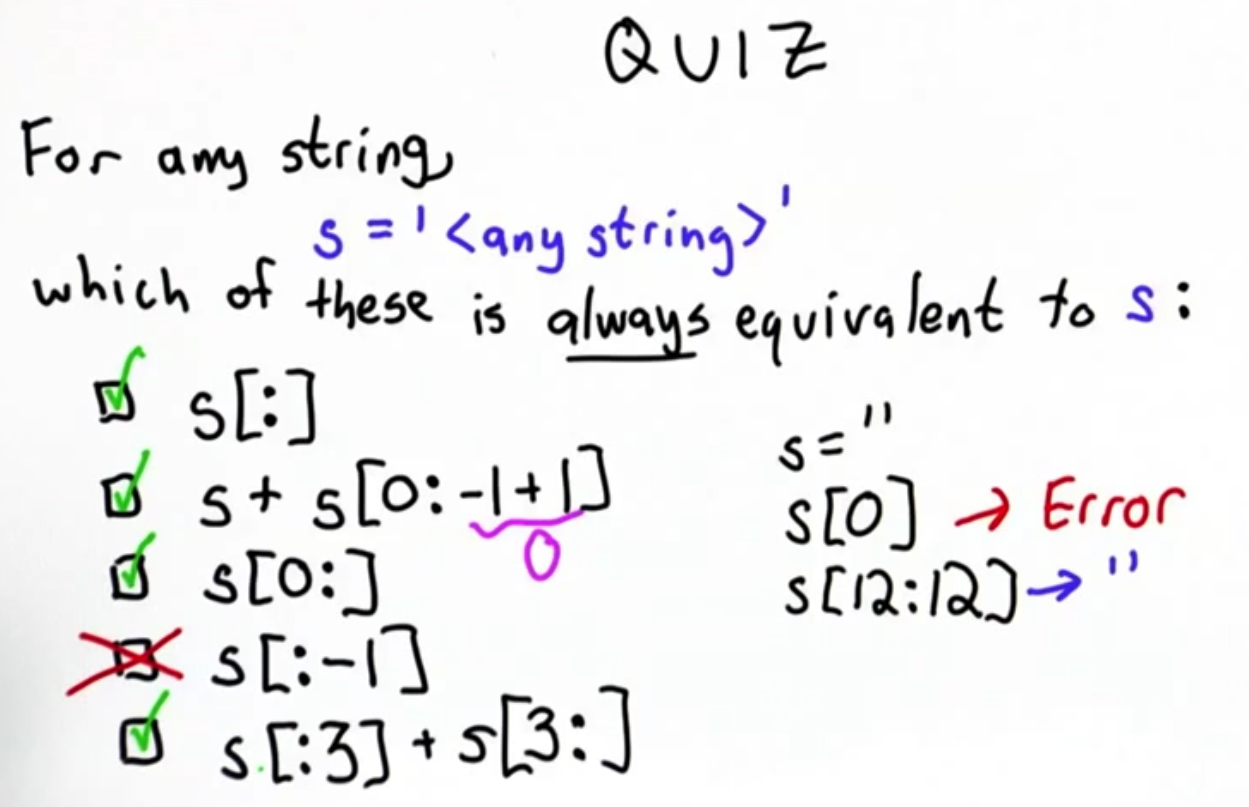 QUIZ
For any string,
s = '<any string>'
which of these is always equivalent to s:
s[:]
s + s[0: -1+1]
0
s[0:]
s[:-1]
s.[:3] + s[3:]
s = ''
s[0] → Error
s[12:12] → ''